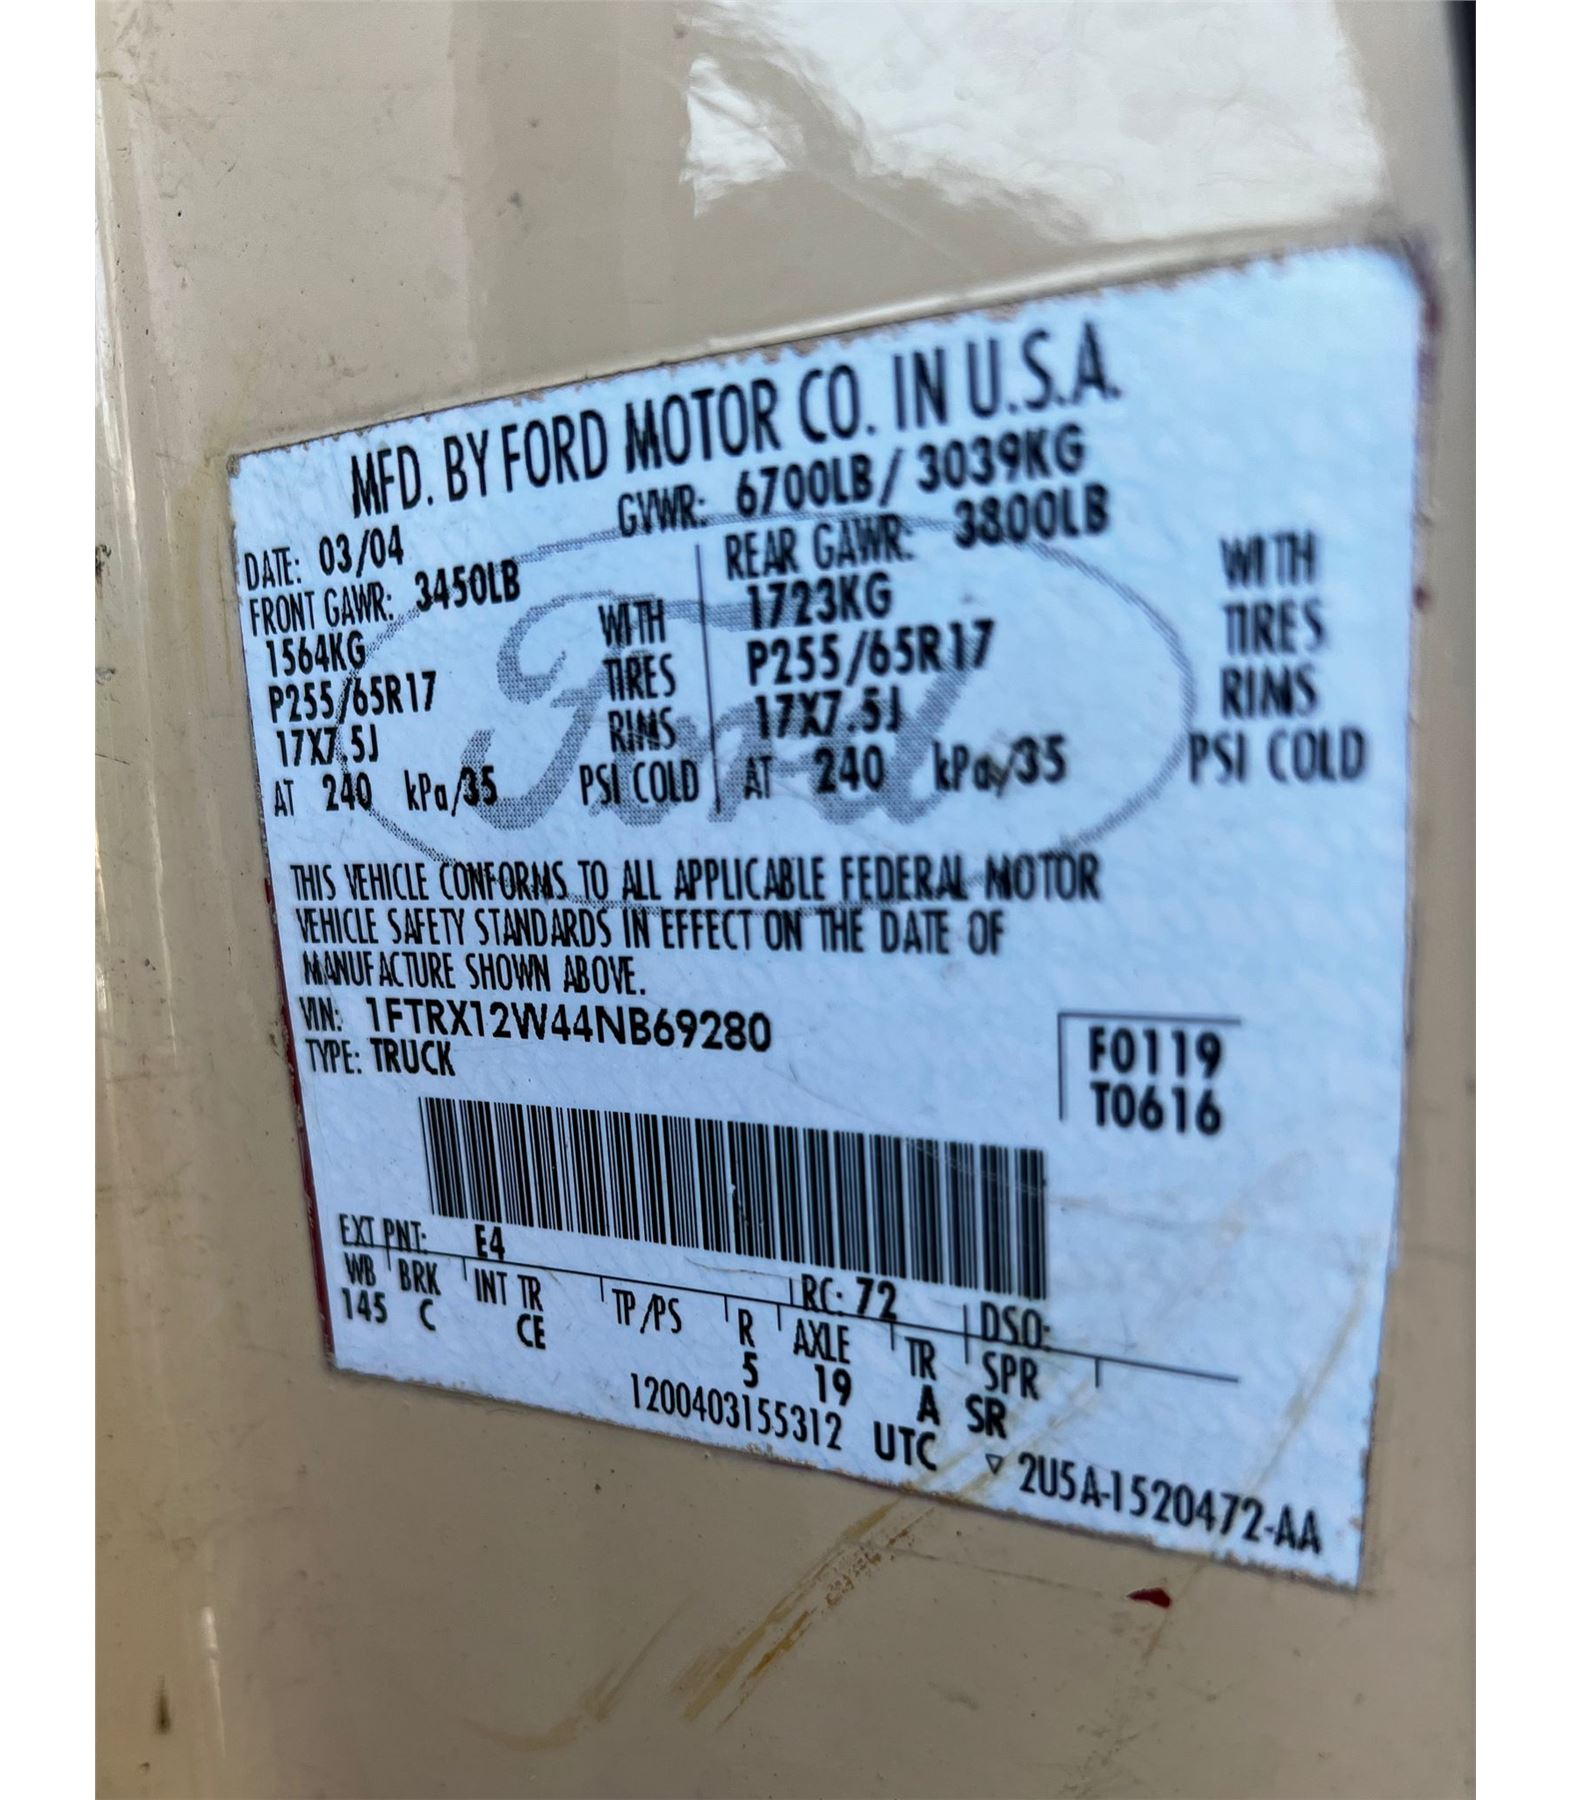 MFD. BY FORD MOTOR CO. IN U.S.A.
DATE: 03/04 GVWR: 6700LB / 3039KG
FRONT GAWR: 3450LB REAR GAWR: 3800LB
1564KG WITH 1723KG WITH
P255/65R17 TIRES P255/65R17 TIRES
17X7.5J RIMS 17X7.5J RIMS
AT 240 kPa/35 PSI COLD AT 240 kPa/35 PSI COLD
Ford
THIS VEHICLE CONFORMS TO ALL APPLICABLE FEDERAL MOTOR
VEHICLE SAFETY STANDARDS IN EFFECT ON THE DATE OF
MANUFACTURE SHOWN ABOVE.
VIN: 1FTRX12W44NB69280 F0119
TYPE: TRUCK T0616
EXT PNT: E4 RC: 72 DSO:
WB BRK INT TR TP/PS R AXLE TR SPR
145 C CE 5 19 A SR
1200403155312 UTC ▽ 2U5A-1520472-AA